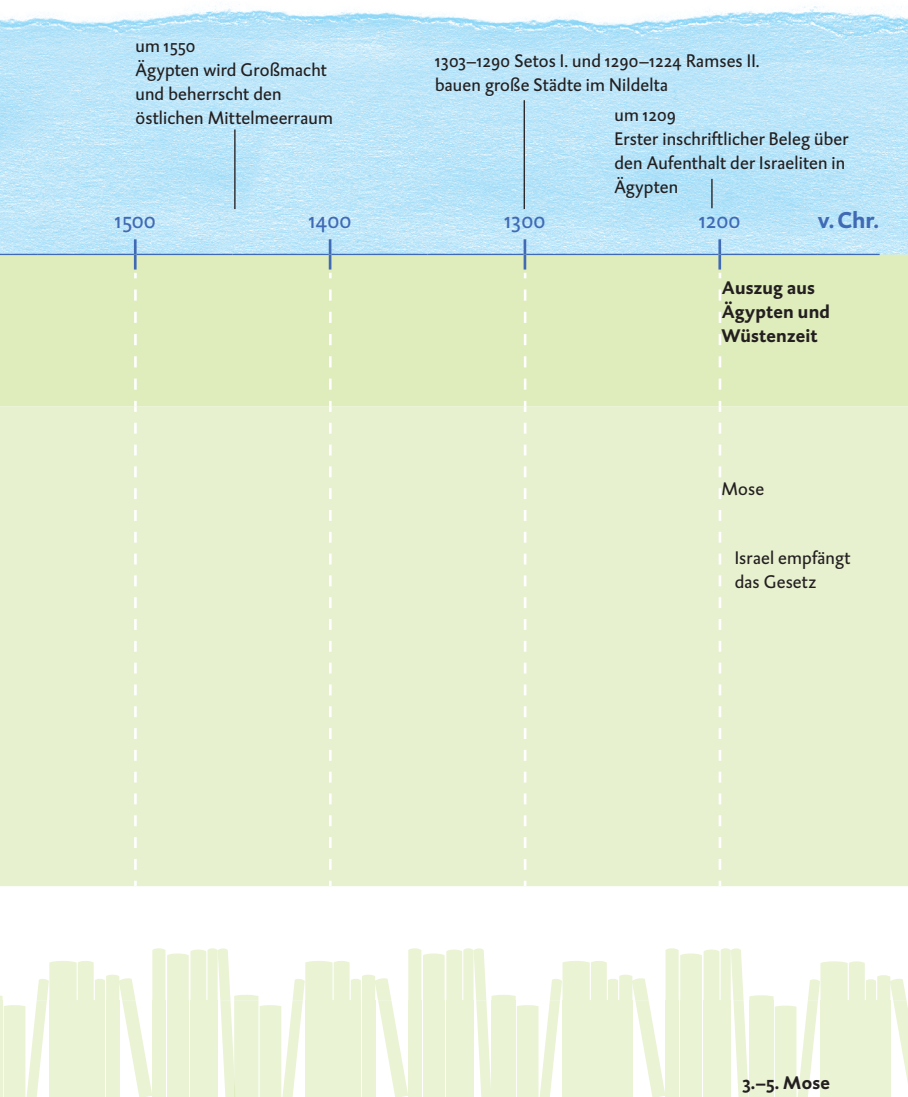 um 1550
Ägypten wird Großmacht
und beherrscht den
östlichen Mittelmeerraum
1303–1290 Setos I. und 1290–1224 Ramses II.
bauen große Städte im Nildelta
um 1209
Erster inschriftlicher Beleg über
den Aufenthalt der Israeliten in
Ägypten
1500 1400 1300 1200 v. Chr.
Auszug aus
Ägypten und
Wüstenzeit
Mose
Israel empfängt
das Gesetz
3.–5. Mose